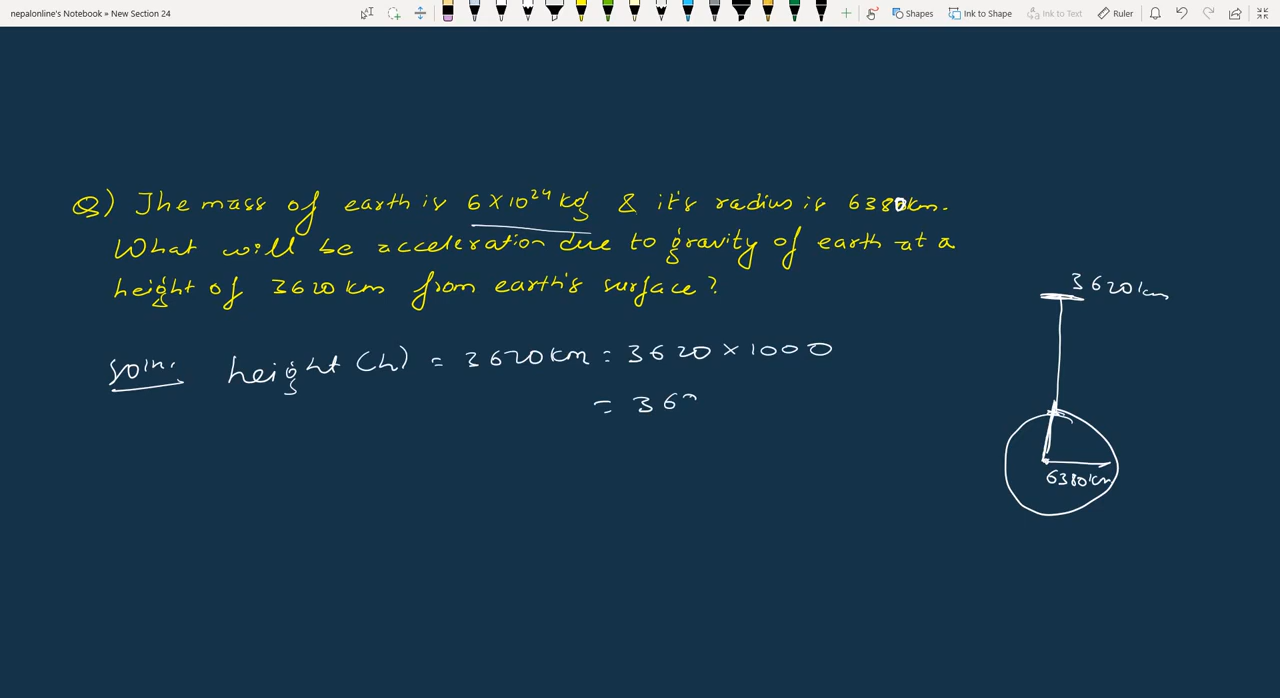 nepalonline's Notebook » New Section 24
Shapes Ink to Shape Ink to Text Ruler
Q) The mass of earth is 6×10²⁴ kg & it's radius is 6380km.
What will be acceleration due to gravity of earth at a
height of 3620 km from earth's surface?
3620km
soln. height (h) = 3620km = 3620 × 1000
= 36
6380km